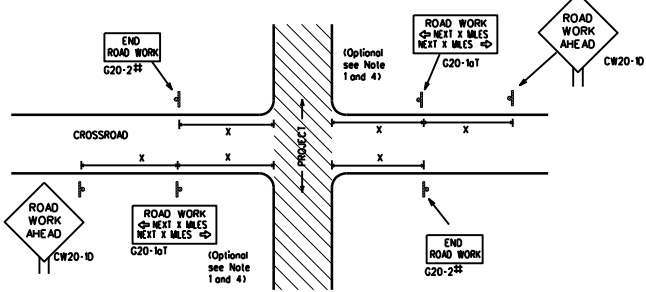 END
ROAD WORK
G20-2#
(Optional
see Note
1 and 4)
ROAD WORK
⇦ NEXT X MILES
NEXT X MILES ⇨
G20-1aT
ROAD
WORK
AHEAD
CW20-1D
X
X
X
CROSSROAD
PROJECT
X
X
X
ROAD
WORK
AHEAD
CW20-1D
ROAD WORK
⇦ NEXT X MILES
NEXT X MILES ⇨
G20-1aT
(Optional
see Note
1 and 4)
END
ROAD WORK
G20-2#